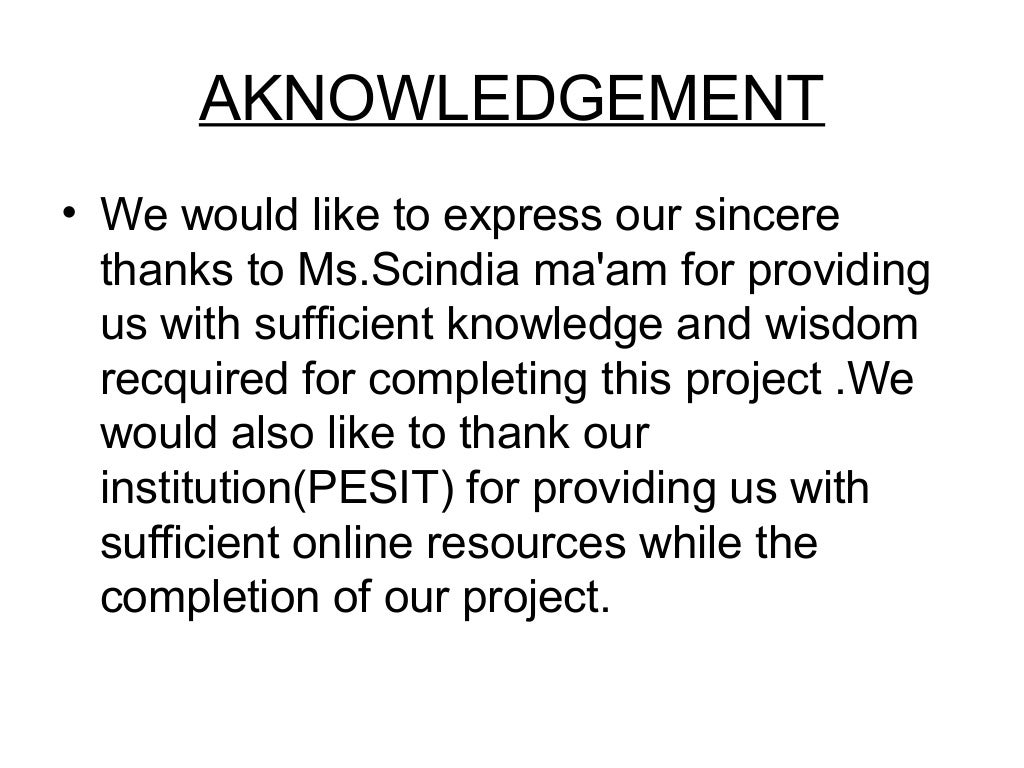 AKNOWLEDGEMENT
• We would like to express our sincere
thanks to Ms.Scindia ma'am for providing
us with sufficient knowledge and wisdom
recquired for completing this project .We
would also like to thank our
institution(PESIT) for providing us with
sufficient online resources while the
completion of our project.